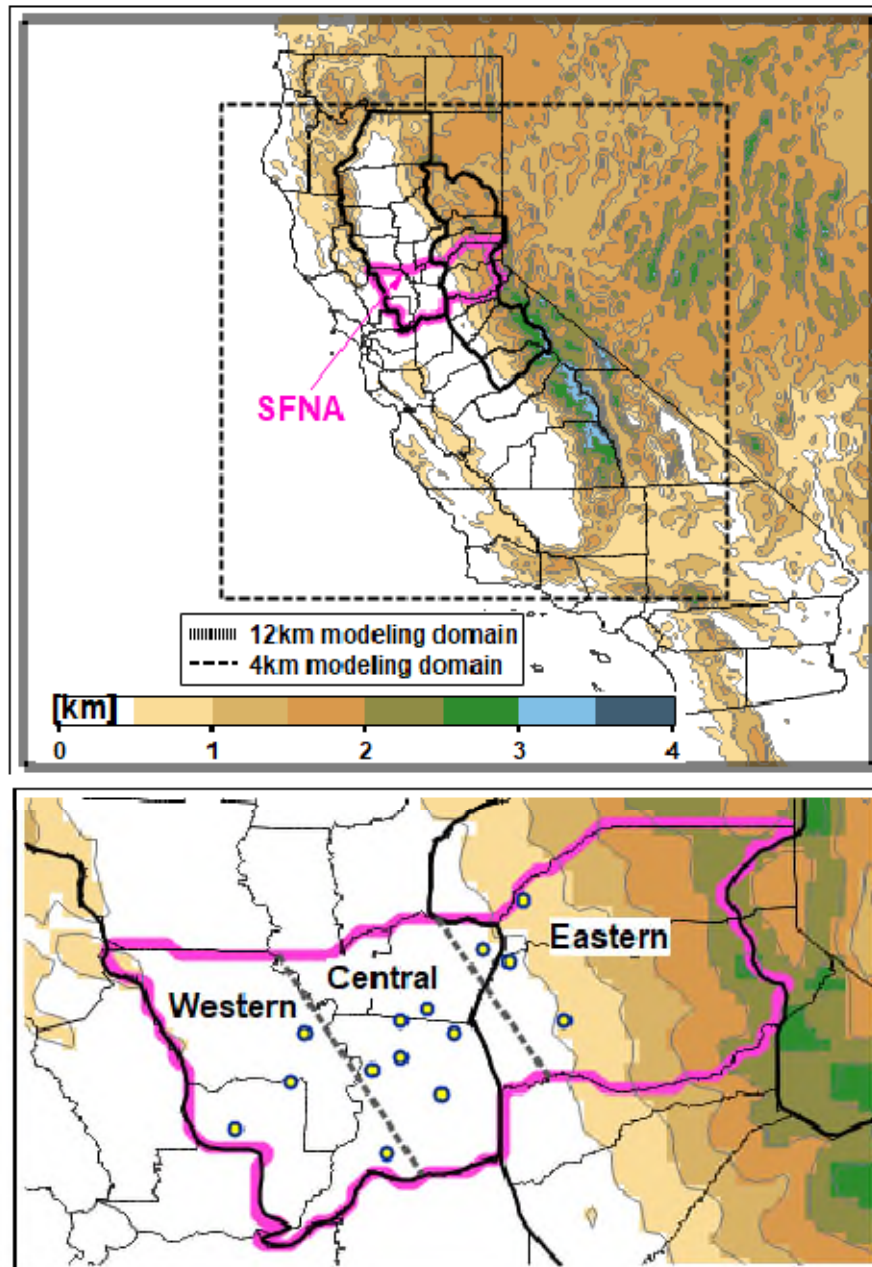 SFNA
12km modeling domain
4km modeling domain
[km]
0 1 2 3 4
Eastern
Central
Western